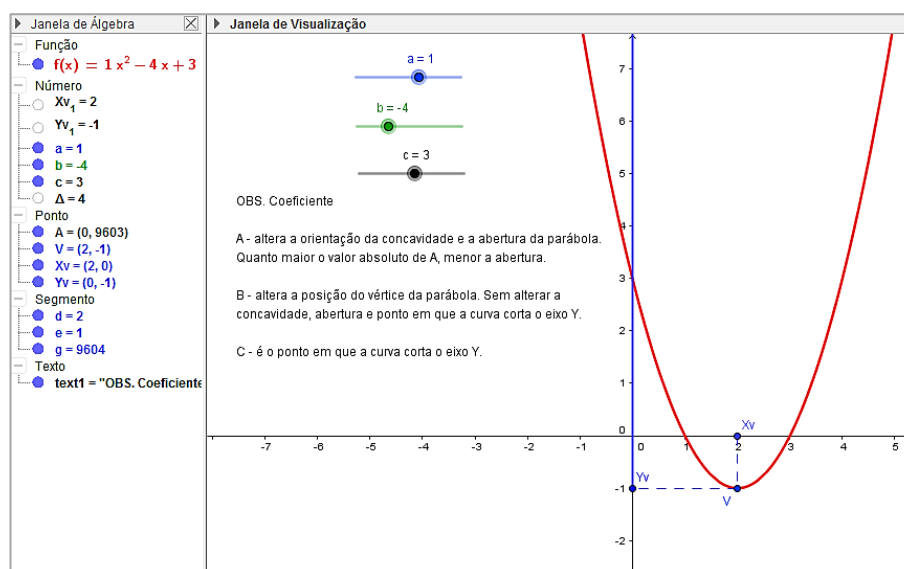 Janela de Álgebra
Função
f(x) = 1 x² − 4 x + 3
Número
Xv₁ = 2
Yv₁ = -1
a = 1
b = -4
c = 3
Δ = 4
Ponto
A = (0, 9603)
V = (2, -1)
Xv = (2, 0)
Yv = (0, -1)
Segmento
d = 2
e = 1
g = 9604
Texto
text1 = "OBS. Coeficiente
Janela de Visualização
a = 1
b = -4
c = 3
OBS. Coeficiente
A - altera a orientação da concavidade e a abertura da parábola.
Quanto maior o valor absoluto de A, menor a abertura.
B - altera a posição do vértice da parábola. Sem alterar a
concavidade, abertura e ponto em que a curva corta o eixo Y.
C - é o ponto em que a curva corta o eixo Y.
7
6
5
4
3
2
1
0
-1
-2
-7 -6 -5 -4 -3 -2 -1 0 1 2 3 4 5
Xv
Yv
V